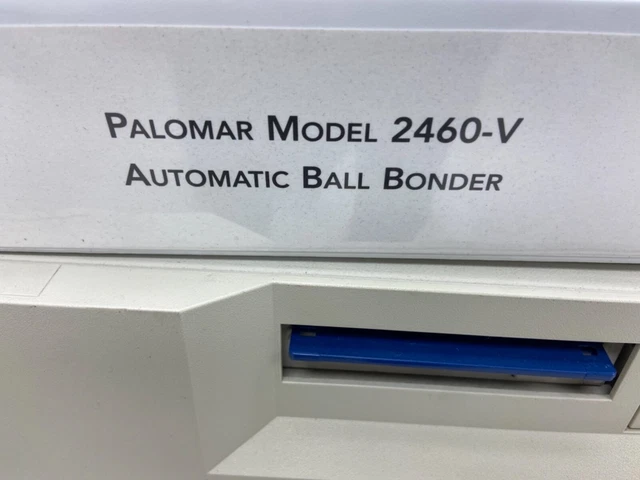 PALOMAR MODEL 2460-V
AUTOMATIC BALL BONDER